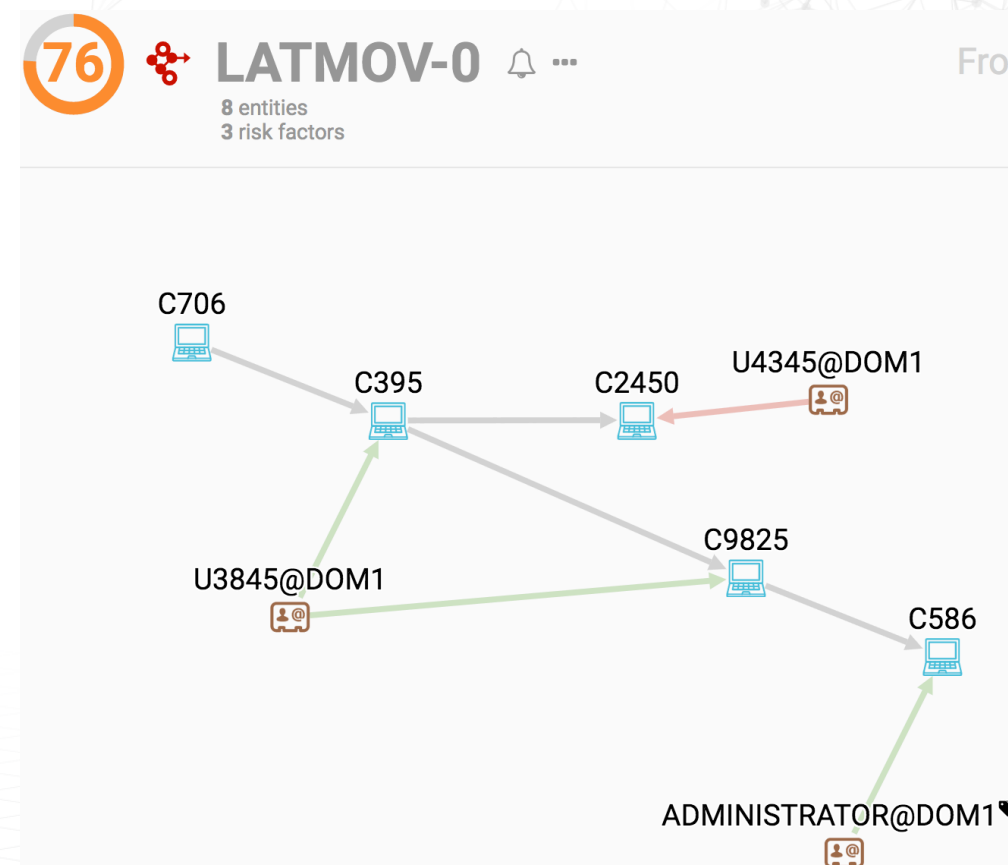 76
LATMOV-0
Fro
8 entities
3 risk factors
C706
U4345@DOM1
C395
C2450
C9825
U3845@DOM1
C586
ADMINISTRATOR@DOM1